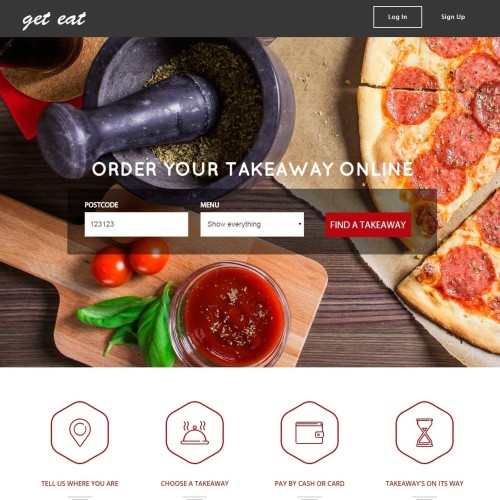 get eat
Log In
Sign Up
ORDER YOUR TAKEAWAY ONLINE
POSTCODE
MENU
123123
Show everything
FIND A TAKEAWAY
TELL US WHERE YOU ARE
CHOOSE A TAKEAWAY
PAY BY CASH OR CARD
TAKEAWAY'S ON ITS WAY